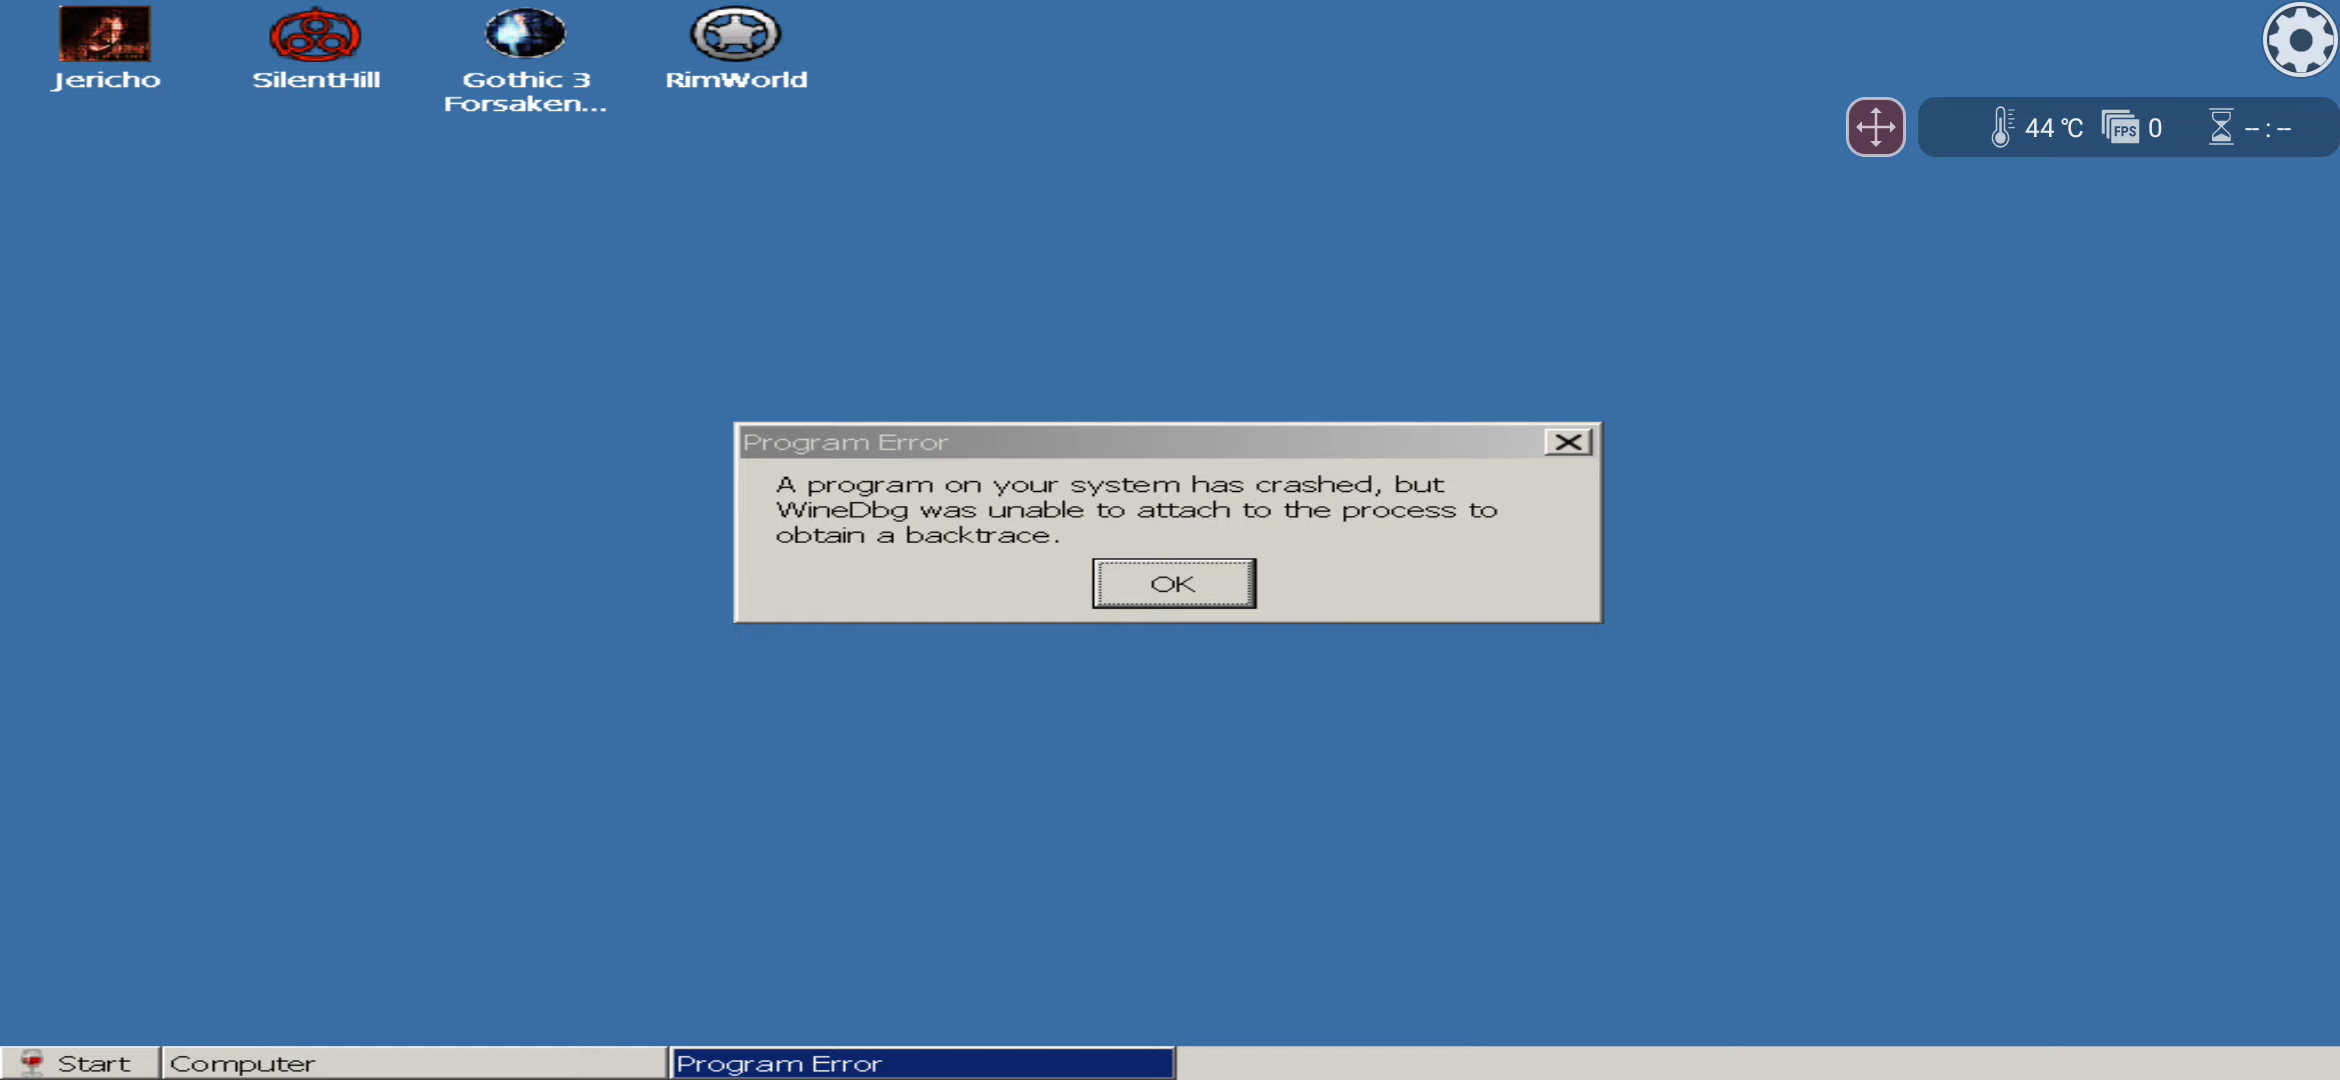 Jericho
SilentHill
Gothic 3
Forsaken...
RimWorld
44 ℃
FPS 0
--:--
Program Error
A program on your system has crashed, but
WineDbg was unable to attach to the process to
obtain a backtrace.
OK
Start
Computer
Program Error